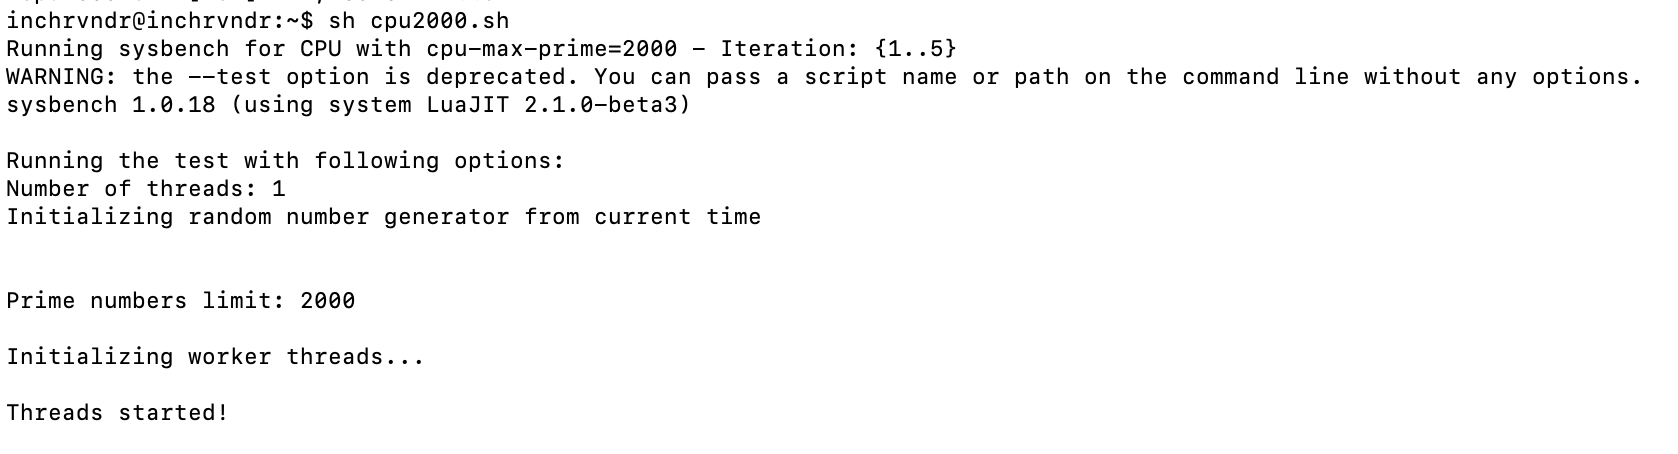 inchrvndr@inchrvndr:~$ sh cpu2000.sh
Running sysbench for CPU with cpu-max-prime=2000 - Iteration: {1..5}
WARNING: the --test option is deprecated. You can pass a script name or path on the command line without any options.
sysbench 1.0.18 (using system LuaJIT 2.1.0-beta3)
Running the test with following options:
Number of threads: 1
Initializing random number generator from current time
Prime numbers limit: 2000
Initializing worker threads...
Threads started!